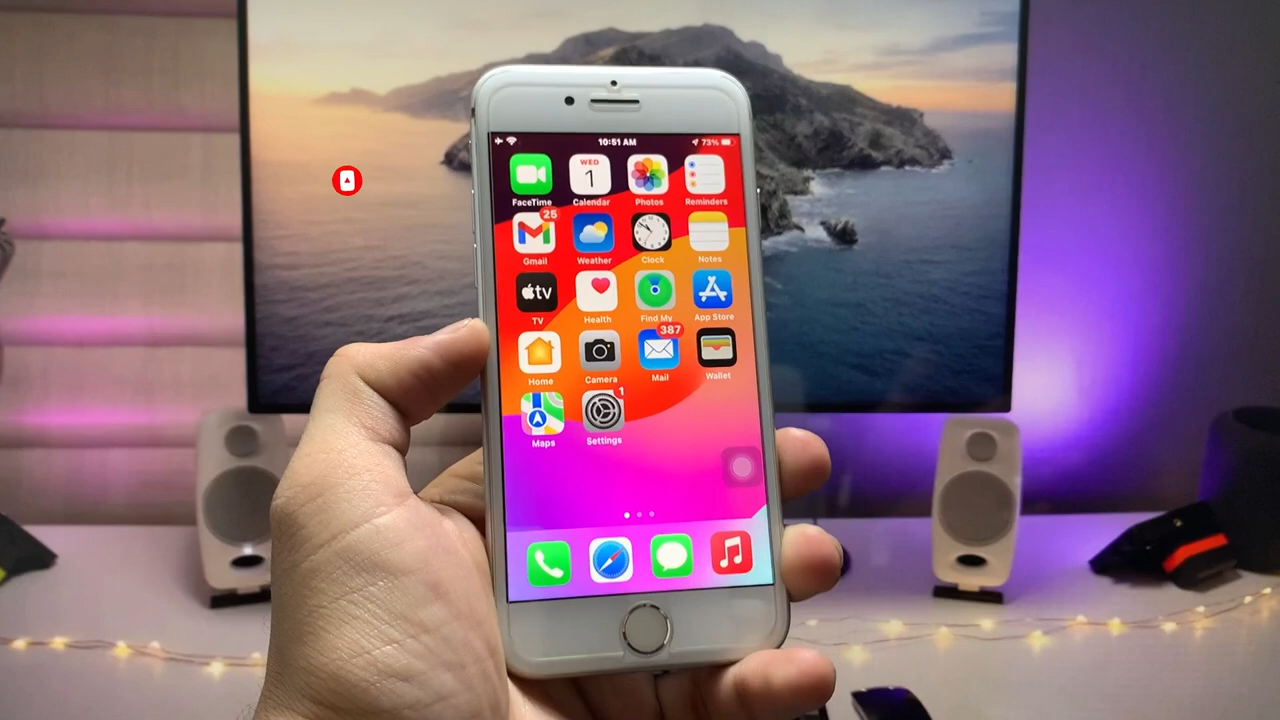 10:51 AM
73%
WED
1
FaceTime
Calendar
Photos
Reminders
25
Gmail
Weather
Clock
Notes
tv
TV
Health
Find My
App Store
387
Home
Camera
Mail
Wallet
1
Maps
Settings